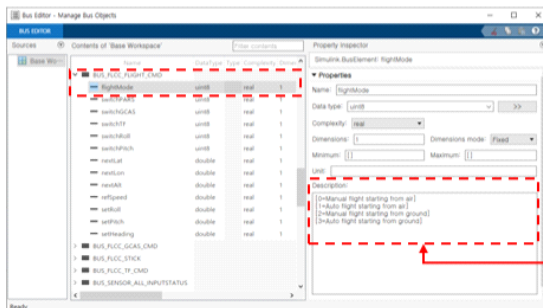 Bus Editor - Manage Bus Objects
BUS EDITOR
Sources
Contents of 'Base Workspace'
Filter contents
Property Inspector
Base Wo
Name DataType Type Complexity Dime
Simulink.BusElement: flightMode
BUS_FLCC_FLIGHT_CMD
Properties
flightMode uint8 real 1
Name: flightMode
switchPARS uint8 real 1
Data type: uint8 >>
switchGCAS uint8 real 1
switchTF uint8 real 1
Complexity: real
switchRoll uint8 real 1
Dimensions: 1 Dimensions mode: Fixed
switchPitch uint8 real 1
Minimum: [] Maximum: []
nextLat double real 1
Unit:
nextLon double real 1
Description:
nextAlt double real 1
[0=Manual flight starting from air]
[1=Auto flight starting from air]
[2=Manual flight starting from ground]
[3=Auto flight starting from ground]
refSpeed double real 1
setRoll double real 1
setPitch double real 1
setHeading double real 1
BUS_FLCC_GCAS_CMD
BUS_FLCC_STICK
BUS_FLCC_TF_CMD
BUS_SENSOR_ALL_INPUTSTATUS
Ready